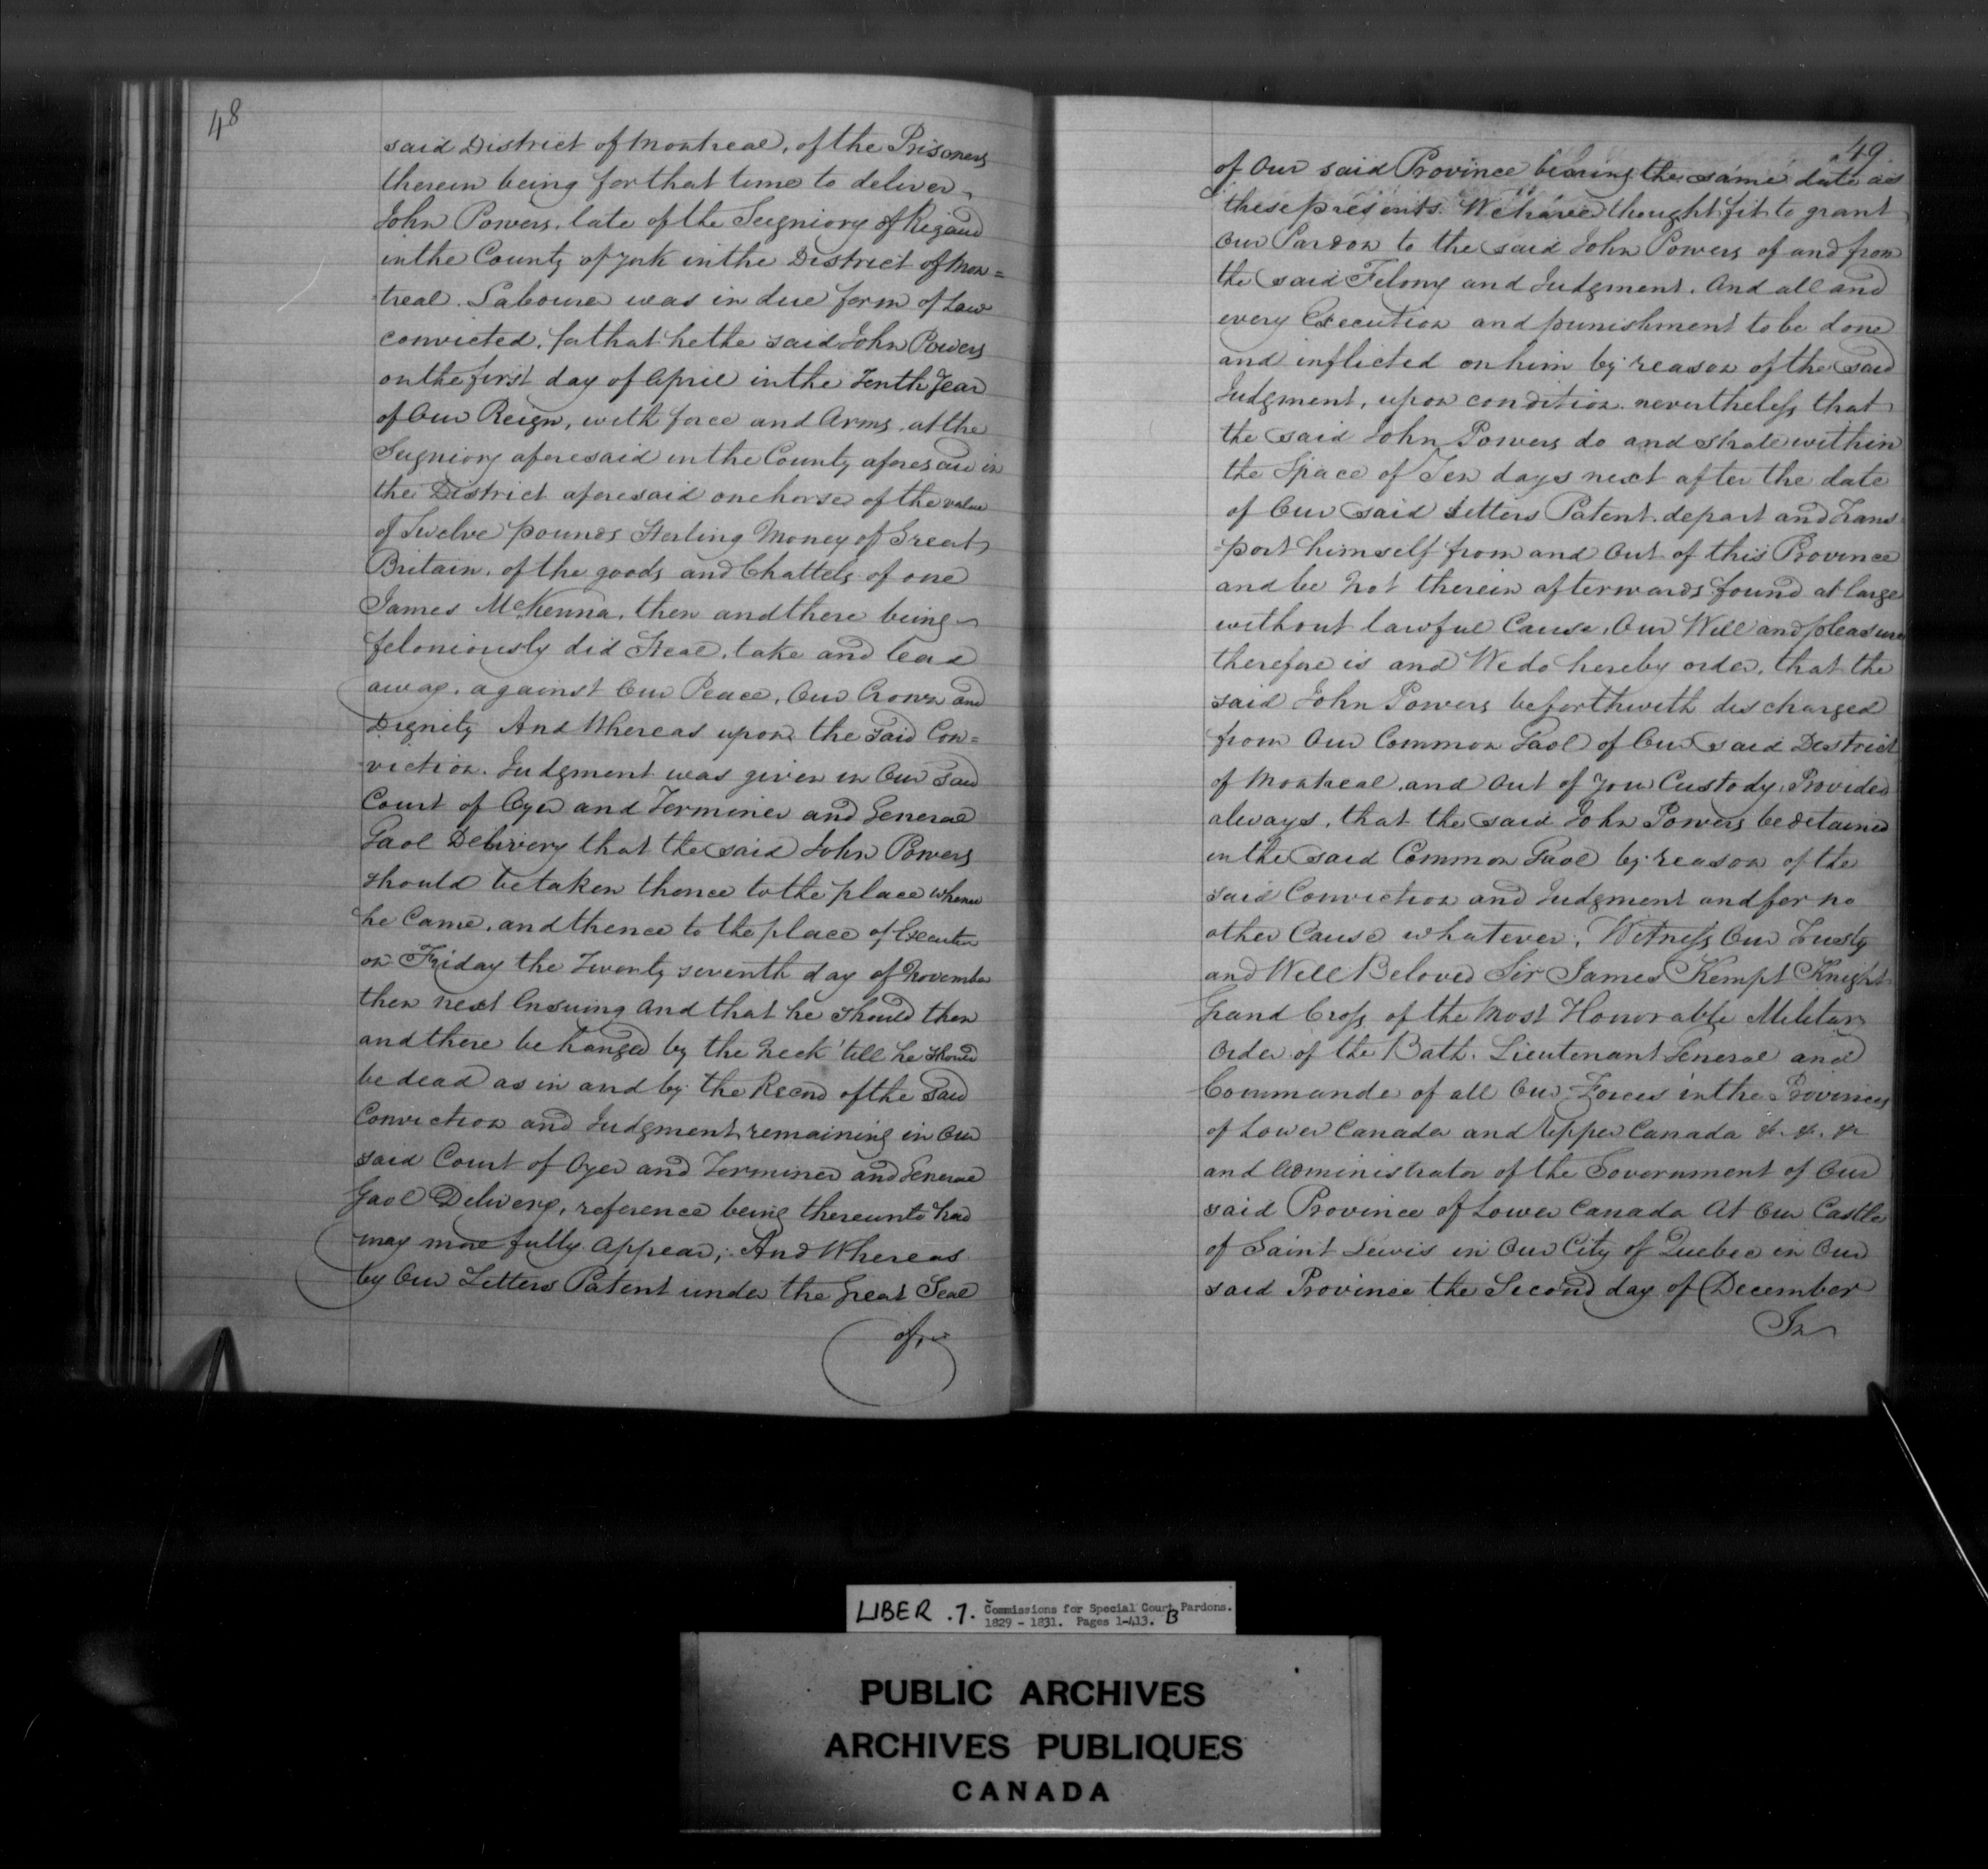 48
said District of Montreal, of the Prisoners
therein being for that time to deliver
John Powers, late of the Seigniory of Rigaud
in the County of York in the District of Mon=
treal. Labourer was in due form of Law
convicted, for that he the said John Powers
on the first day of April in the Tenth Year
of Our Reign, with force and Arms, at the
Seigniory aforesaid in the County aforesaid in
the District aforesaid one horse of the value
of Twelve pounds Sterling Money of Great
Britain, of the goods and Chattels of one
James McKenna, then and there being
feloniously did Steal, take and lead
away, against Our Peace, Our Crown and
Dignity And Whereas upon the said Con=
viction. Judgment was given in Our said
Court of Oyer and Terminer and General
Gaol Delivery that the said John Powers
should be taken thence to the place whence
he Came, and thence to the place of Execution
on Friday the Twenty seventh day of November
then next Ensuing and that he should then
and there be hanged by the Neck 'till he should
be dead as in and by the Record of the said
Conviction and Judgment remaining in Our
said Court of Oyer and Terminer and General
Gaol Delivery, reference being thereunto had
may more fully Appear; And Whereas
by Our Letters Patent under the Great Seal
of
49
of Our said Province bearing the same date as
these presents We have thought fit to grant
Our Pardon to the said John Powers of and from
the said Felony and Judgment. And all and
every Execution and punishment to be done
and inflicted on him by reason of the said
Judgment, upon condition nevertheless that
the said John Powers do and shall within
the Space of Ten days next after the date
of Our said Letters Patent depart and Trans
=port himself from and Out of this Province
and be Not therein afterwards found at large
without lawful Cause, Our Will and pleasure
therefore is and We do hereby order, that the
said John Powers be forthwith discharged
from Our Common Gaol of Our said District
of Montreal, and Out of Your Custody, Provided
always, that the said John Powers be detained
in the said Common Gaol by reason of the
said Conviction and Judgment and for no
other Cause whatever. Witness Our Trusty
and Well Beloved Sir James Kempt Knight
Grand Cross of the Most Honorable Military
Order of the Bath. Lieutenant General and
Commander of all Our Forces in the Provinces
of Lower Canada and Upper Canada &. &. &c
and Administrator of the Government of Our
said Province of Lower Canada At Our Castle
of Saint Lewis in Our City of Quebec in Our
said Province the Second day of December
In
LIBER .7. Commissions for Special Court Pardons.
1829 - 1831. Pages 1-413. B
PUBLIC ARCHIVES
ARCHIVES PUBLIQUES
CANADA